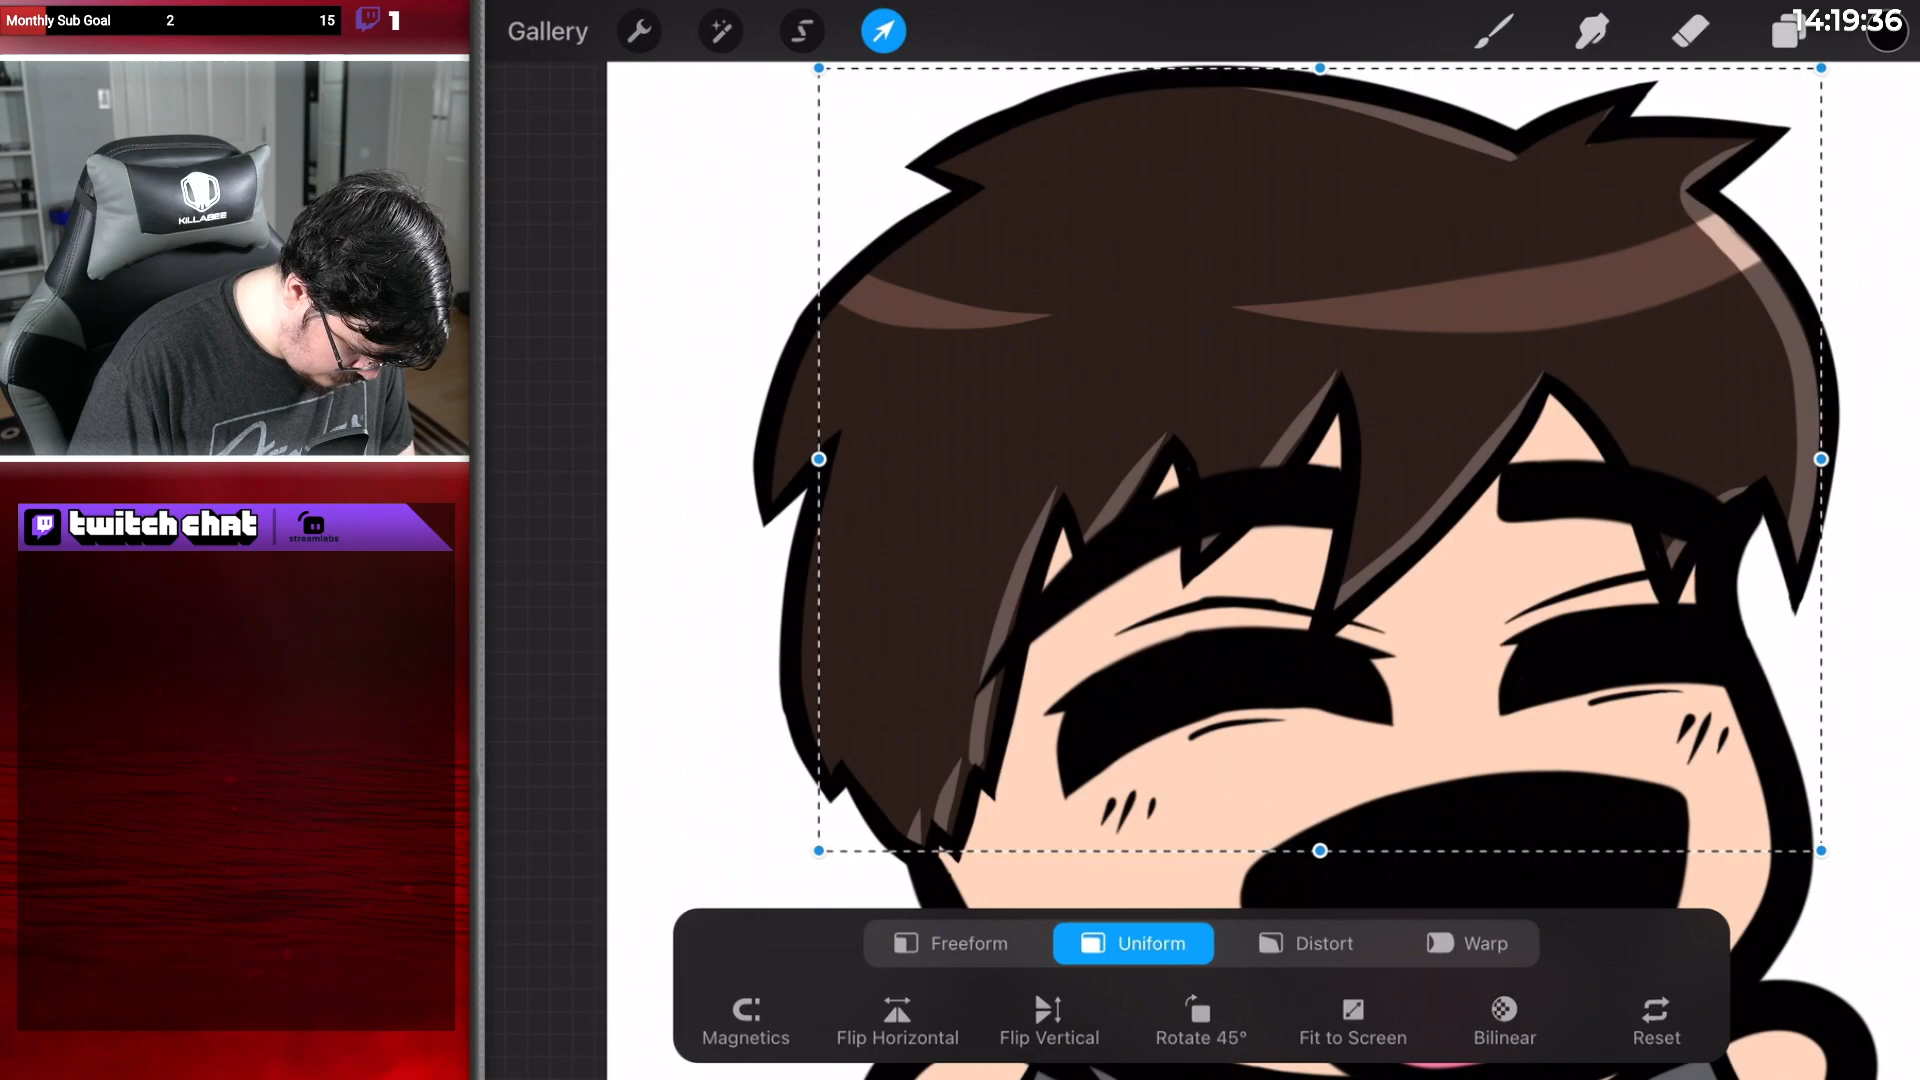 Monthly Sub Goal 2 15 1
Gallery
14:19:36
KILLABEE
twitch chat
streamlabs
Freeform Uniform Distort Warp
Magnetics Flip Horizontal Flip Vertical Rotate 45° Fit to Screen Bilinear Reset